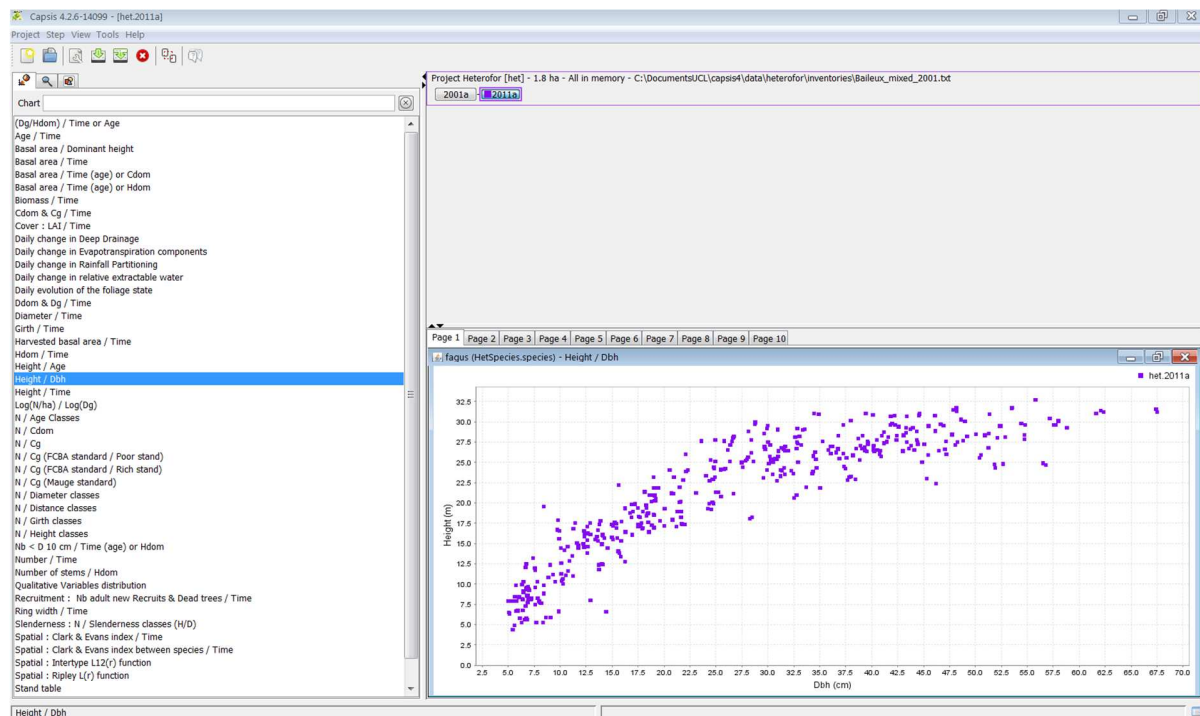 Capsis 4.2.6-14099 - [het.2011a]
Project Step View Tools Help
Chart
(Dg/Hdom) / Time or Age
Age / Time
Basal area / Dominant height
Basal area / Time
Basal area / Time (age) or Cdom
Basal area / Time (age) or Hdom
Biomass / Time
Cdom & Cg / Time
Cover : LAI / Time
Daily change in Deep Drainage
Daily change in Evapotranspiration components
Daily change in Rainfall Partitioning
Daily change in relative extractable water
Daily evolution of the foliage state
Ddom & Dg / Time
Diameter / Time
Girth / Time
Harvested basal area / Time
Hdom / Time
Height / Age
Height / Dbh
Height / Time
Log(N/ha) / Log(Dg)
N / Age Classes
N / Cdom
N / Cg
N / Cg (FCBA standard / Poor stand)
N / Cg (FCBA standard / Rich stand)
N / Cg (Mauge standard)
N / Diameter classes
N / Distance classes
N / Girth classes
N / Height classes
Nb < D 10 cm / Time (age) or Hdom
Number / Time
Number of stems / Hdom
Qualitative Variables distribution
Recruitment : Nb adult new Recruits & Dead trees / Time
Ring width / Time
Slenderness : N / Slenderness classes (H/D)
Spatial : Clark & Evans index / Time
Spatial : Clark & Evans index between species / Time
Spatial : Intertype L12(r) function
Spatial : Ripley L(r) function
Stand table
Height / Dbh
Project Heterofor [het] - 1.8 ha - All in memory - C:\DocumentsUCL\capsis4\data\heterofor\inventories\Baileux_mixed_2001.txt
2001a - 2011a
Page 1 Page 2 Page 3 Page 4 Page 5 Page 6 Page 7 Page 8 Page 9 Page 10
fagus (HetSpecies.species) - Height / Dbh
het.2011a
32.5
30.0
27.5
25.0
22.5
20.0
17.5
15.0
12.5
10.0
7.5
5.0
2.5
0.0
Height (m)
2.5 5.0 7.5 10.0 12.5 15.0 17.5 20.0 22.5 25.0 27.5 30.0 32.5 35.0 37.5 40.0 42.5 45.0 47.5 50.0 52.5 55.0 57.5 60.0 62.5 65.0 67.5 70.0
Dbh (cm)